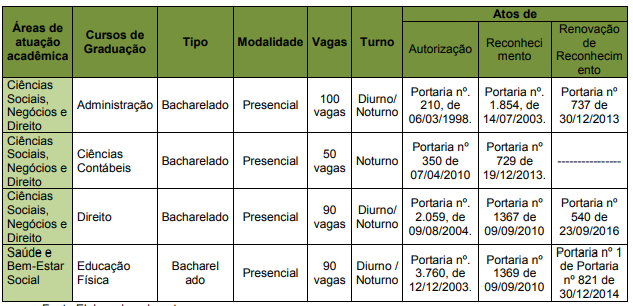 Áreas de atuação acadêmica
Cursos de Graduação
Tipo
Modalidade
Vagas
Turno
Atos de
Autorização
Reconheci
mento
Renovação
de
Reconhecim
ento
Ciências
Sociais,
Negócios e
Direito
Administração
Bacharelado
Presencial
100
vagas
Diurno/
Noturno
Portaria nº.
210, de
06/03/1998.
Portaria nº.
1.854, de
14/07/2003.
Portaria nº
737 de
30/12/2013
Ciências
Sociais,
Negócios e
Direito
Ciências
Contábeis
Bacharelado
Presencial
50
vagas
Noturno
Portaria nº
350 de
07/04/2010
Portaria nº
729 de
19/12/2013.
----------------
Ciências
Sociais,
Negócios e
Direito
Direito
Bacharelado
Presencial
90
vagas
Diurno/
Noturno
Portaria nº.
2.059, de
09/08/2004.
Portaria nº
1367 de
09/09/2010
Portaria nº
540 de
23/09/2016
Saúde e
Bem-Estar
Social
Educação
Física
Bacharel
ado
Presencial
90
vagas
Diurno /
Noturno
Portaria nº.
3.760, de
12/12/2003.
Portaria nº
1369 de
09/09/2010
Portaria nº 1
de Portaria
nº 821 de
30/12/2014